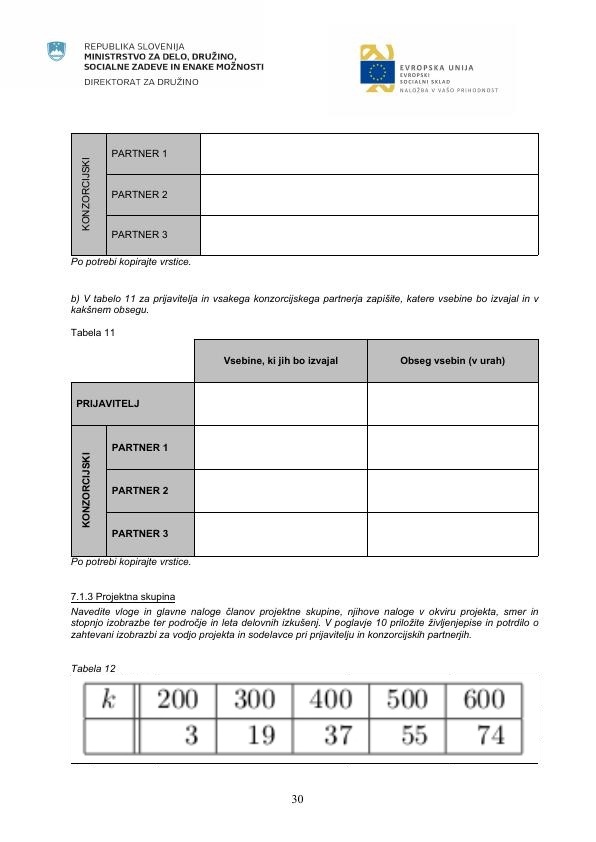 REPUBLIKA SLOVENIJA
MINISTRSTVO ZA DELO, DRUŽINO,
SOCIALNE ZADEVE IN ENAKE MOŽNOSTI
DIREKTORAT ZA DRUŽINO
EVROPSKA UNIJA
EVROPSKI
SOCIALNI SKLAD
NALOŽBA V VAŠO PRIHODNOST
KONZORCIJSKI
PARTNER 1
PARTNER 2
PARTNER 3
Po potrebi kopirajte vrstice.
b) V tabelo 11 za prijavitelja in vsakega konzorcijskega partnerja zapišite, katere vsebine bo izvajal in v
kakšnem obsegu.
Tabela 11
Vsebine, ki jih bo izvajal Obseg vsebin (v urah)
PRIJAVITELJ
KONZORCIJSKI
PARTNER 1
PARTNER 2
PARTNER 3
Po potrebi kopirajte vrstice.
7.1.3 Projektna skupina
Navedite vloge in glavne naloge članov projektne skupine, njihove naloge v okviru projekta, smer in
stopnjo izobrazbe ter področje in leta delovnih izkušenj. V poglavje 10 priložite življenjepise in potrdilo o
zahtevani izobrazbi za vodjo projekta in sodelavce pri prijavitelju in konzorcijskih partnerjih.
Tabela 12
k 200 300 400 500 600
3 19 37 55 74
30